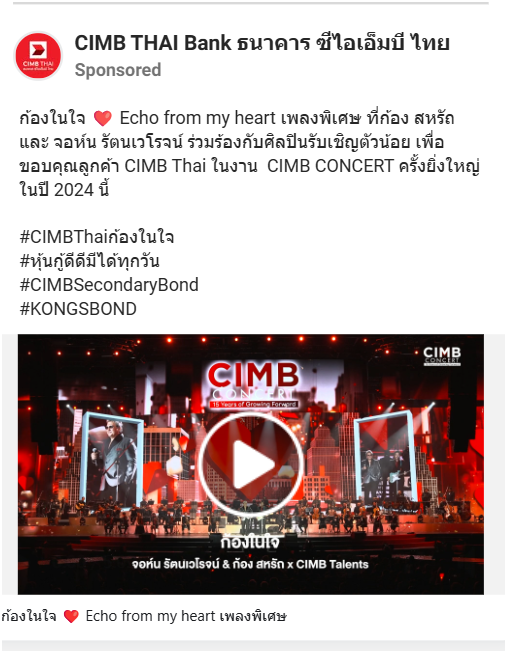 CIMB THAI Bank ธนาคาร ซีไอเอ็มบี ไทย
Sponsored
ก้องในใจ ❤️ Echo from my heart เพลงพิเศษ ที่ก้อง สหรัถ
และ จอห์น รัตนเวโรจน์ ร่วมร้องกับศิลปินรับเชิญตัวน้อย เพื่อ
ขอบคุณลูกค้า CIMB Thai ในงาน CIMB CONCERT ครั้งยิ่งใหญ่
ในปี 2024 นี้
#CIMBThaiก้องในใจ
#หุ้นกู้ดีดีมีได้ทุกวัน
#CIMBSecondaryBond
#KONGSBOND
CIMB
CONCERT
CIMB
CONCERT
15 Years of Growing Forward
ก้องในใจ
จอห์น รัตนเวโรจน์ & ก้อง สหรัถ x CIMB Talents
ก้องในใจ ❤️ Echo from my heart เพลงพิเศษ